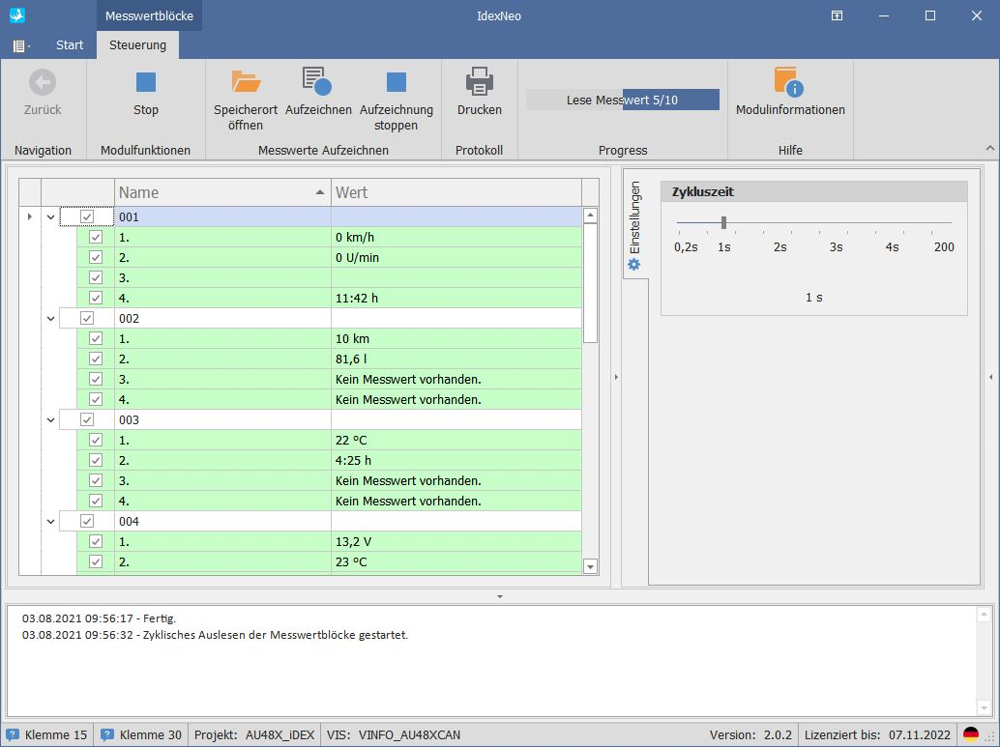 Messwertblöcke
IdexNeo
Start
Steuerung
Zurück
Navigation
Stop
Modulfunktionen
Speicherort öffnen
Aufzeichnen
Aufzeichnung stoppen
Messwerte Aufzeichnen
Drucken
Protokoll
Lese Messwert 5/10
Progress
Modulinformationen
Hilfe
Name Wert
001
1. 0 km/h
2. 0 U/min
3.
4. 11:42 h
002
1. 10 km
2. 81,6 l
3. Kein Messwert vorhanden.
4. Kein Messwert vorhanden.
003
1. 22 °C
2. 4:25 h
3. Kein Messwert vorhanden.
4. Kein Messwert vorhanden.
004
1. 13,2 V
2. 23 °C
Einstellungen
Zykluszeit
0,2s 1s 2s 3s 4s 200
1 s
03.08.2021 09:56:17 - Fertig.
03.08.2021 09:56:32 - Zyklisches Auslesen der Messwertblöcke gestartet.
Klemme 15 Klemme 30 Projekt: AU48X_iDEX VIS: VINFO_AU48XCAN Version: 2.0.2 Lizenziert bis: 07.11.2022